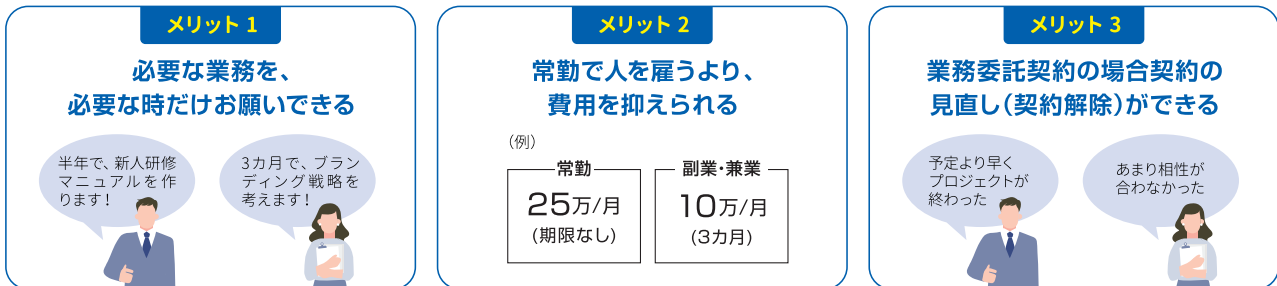 メリット 1
必要な業務を、
必要な時だけお願いできる
半年で、新人研修
マニュアルを作
ります！
3カ月で、ブラン
ディング戦略を
考えます！
メリット 2
常勤で人を雇うより、
費用を抑えられる
（例）
常勤
25万/月
(期限なし)
副業・兼業
10万/月
(3カ月)
メリット 3
業務委託契約の場合契約の
見直し（契約解除）ができる
予定より早く
プロジェクトが
終わった
あまり相性が
合わなかった